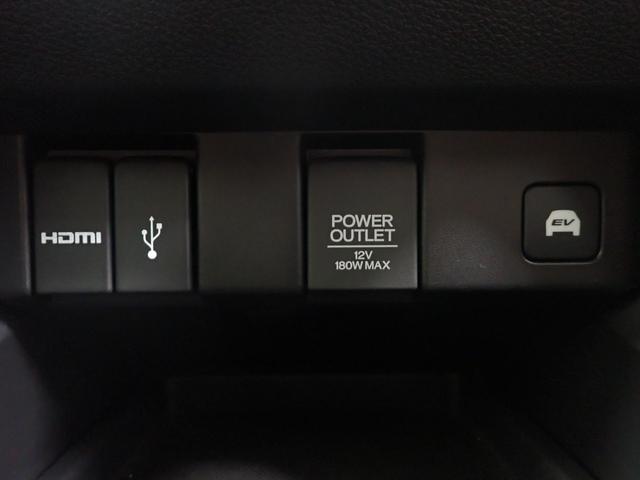 HDMI
POWER
OUTLET
12V
180W MAX
EV